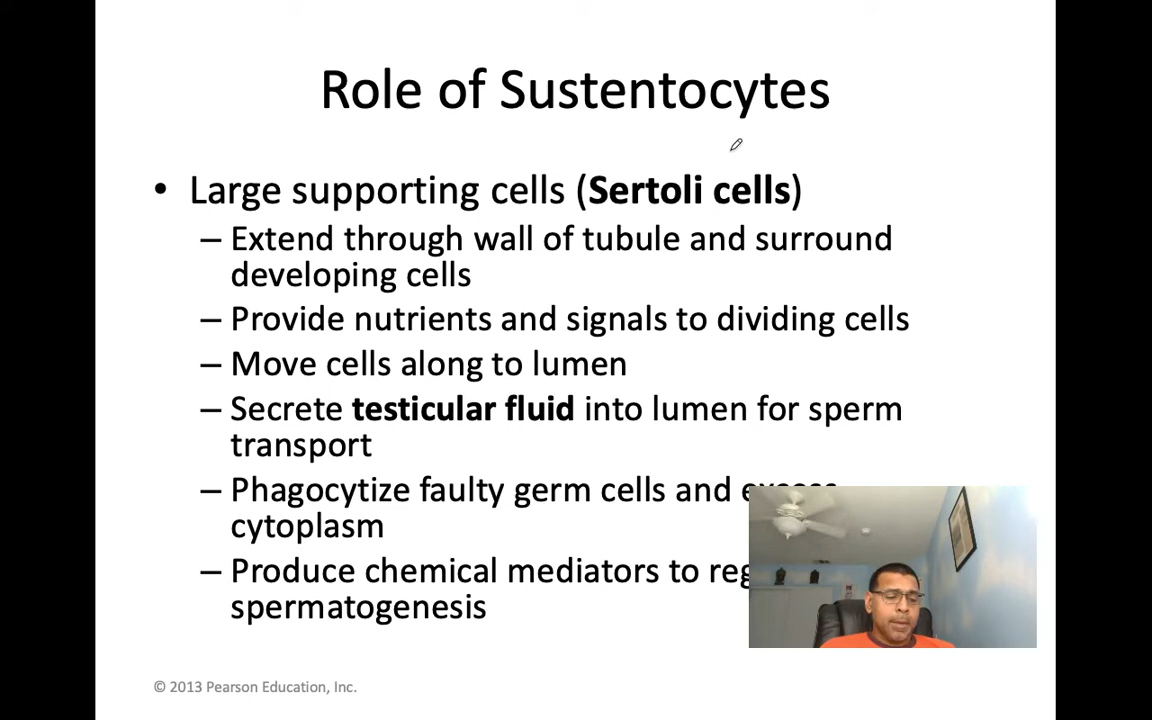 Role of Sustentocytes
• Large supporting cells (Sertoli cells)
– Extend through wall of tubule and surround
developing cells
– Provide nutrients and signals to dividing cells
– Move cells along to lumen
– Secrete testicular fluid into lumen for sperm
transport
– Phagocytize faulty germ cells and excess
cytoplasm
– Produce chemical mediators to reg
spermatogenesis
© 2013 Pearson Education, Inc.